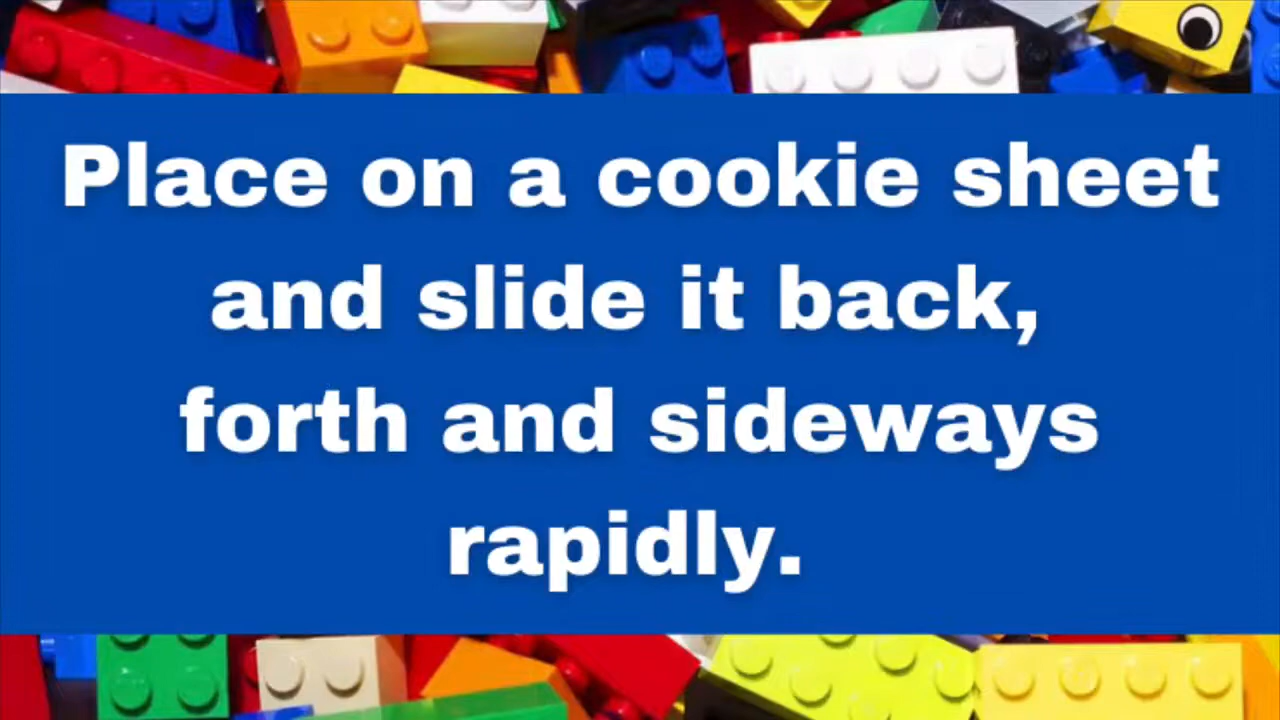 Place on a cookie sheet
and slide it back,
forth and sideways
rapidly.